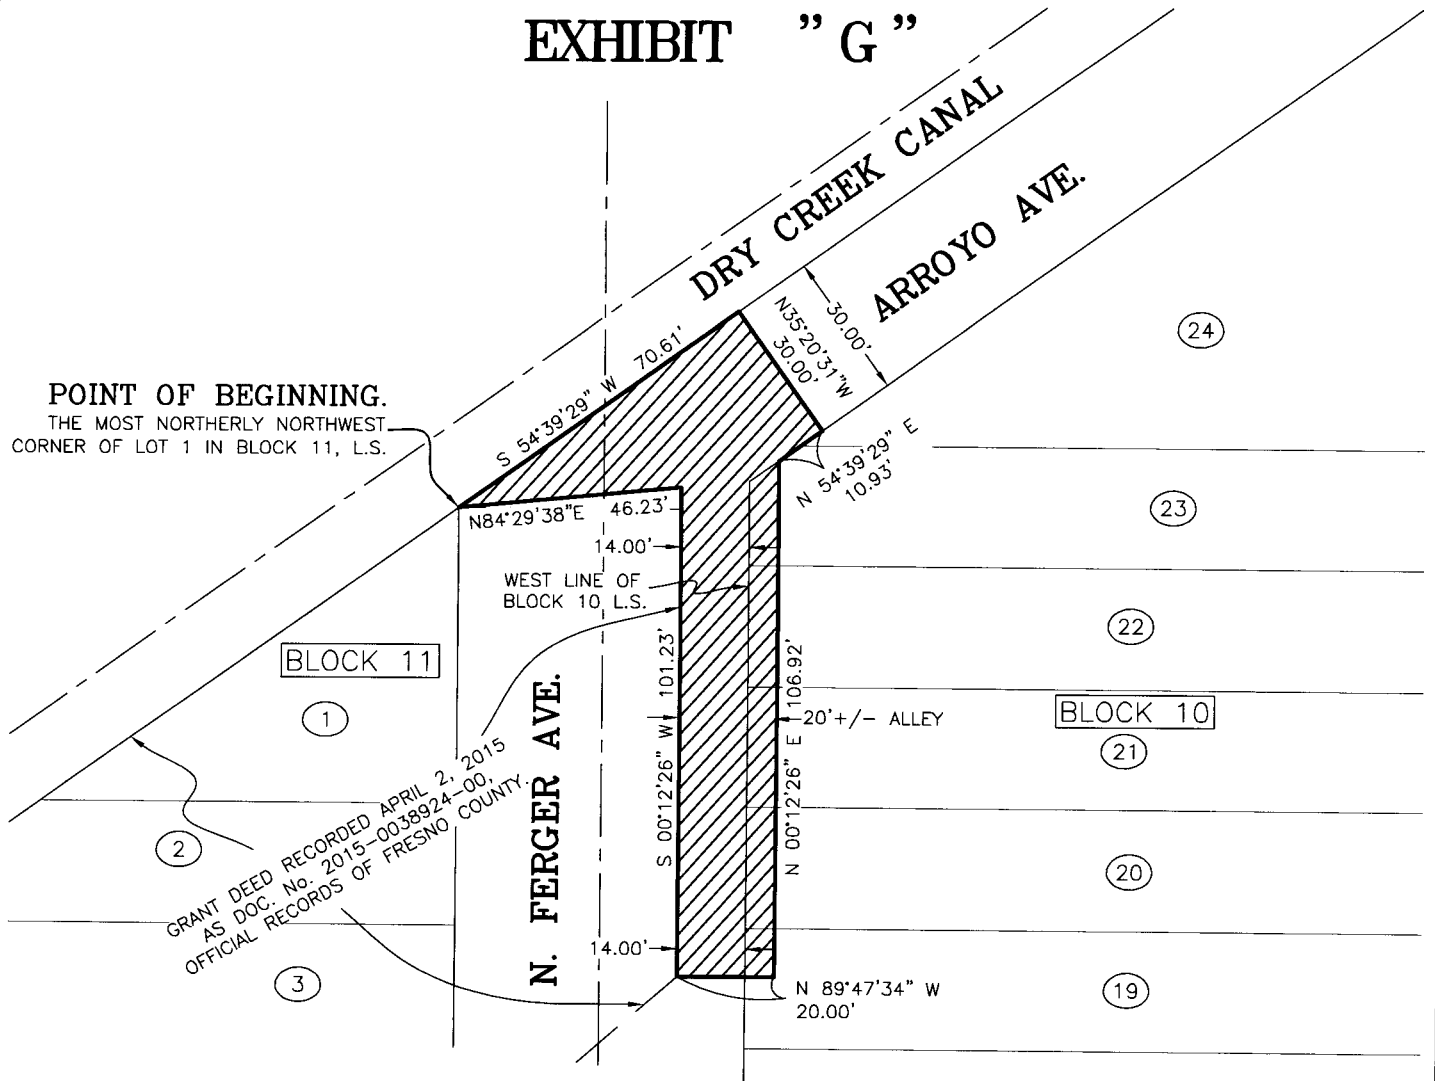 EXHIBIT "G"
DRY CREEK CANAL
ARROYO AVE.
30.00'
N35°20'31"W
30.00'
S 54°39'29" W 70.61'
POINT OF BEGINNING.
THE MOST NORTHERLY NORTHWEST
CORNER OF LOT 1 IN BLOCK 11, L.S.
24
N 54°39'29" E
10.93'
N84°29'38"E 46.23'
23
14.00'
WEST LINE OF
BLOCK 10 L.S.
22
BLOCK 11
1
S 00°12'26" W 101.23'
N 00°12'26" E 106.92'
20'+/- ALLEY
BLOCK 10
21
N. FERGER AVE.
2
GRANT DEED RECORDED APRIL 2, 2015
AS DOC. No. 2015-0038924-00,
OFFICIAL RECORDS OF FRESNO COUNTY.
20
14.00'
3
N 89°47'34" W
20.00'
19